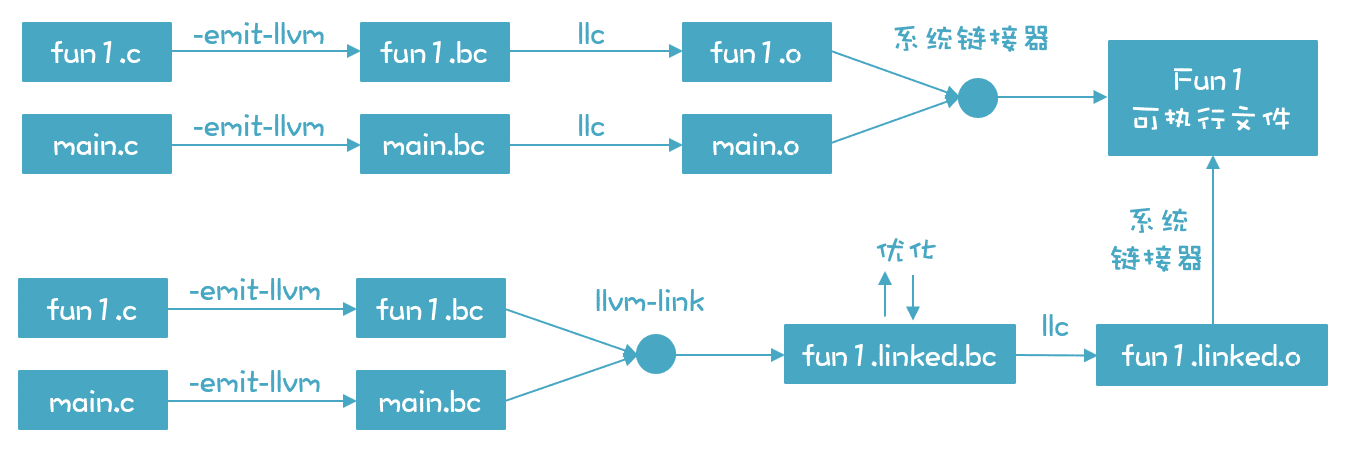 fun1.c
-emit-llvm
fun1.bc
llc
fun1.o
系统链接器
Fun1
可执行文件
main.c
-emit-llvm
main.bc
llc
main.o
系统
链接器
fun1.c
-emit-llvm
fun1.bc
llvm-link
优化
fun1.linked.bc
llc
fun1.linked.o
main.c
-emit-llvm
main.bc